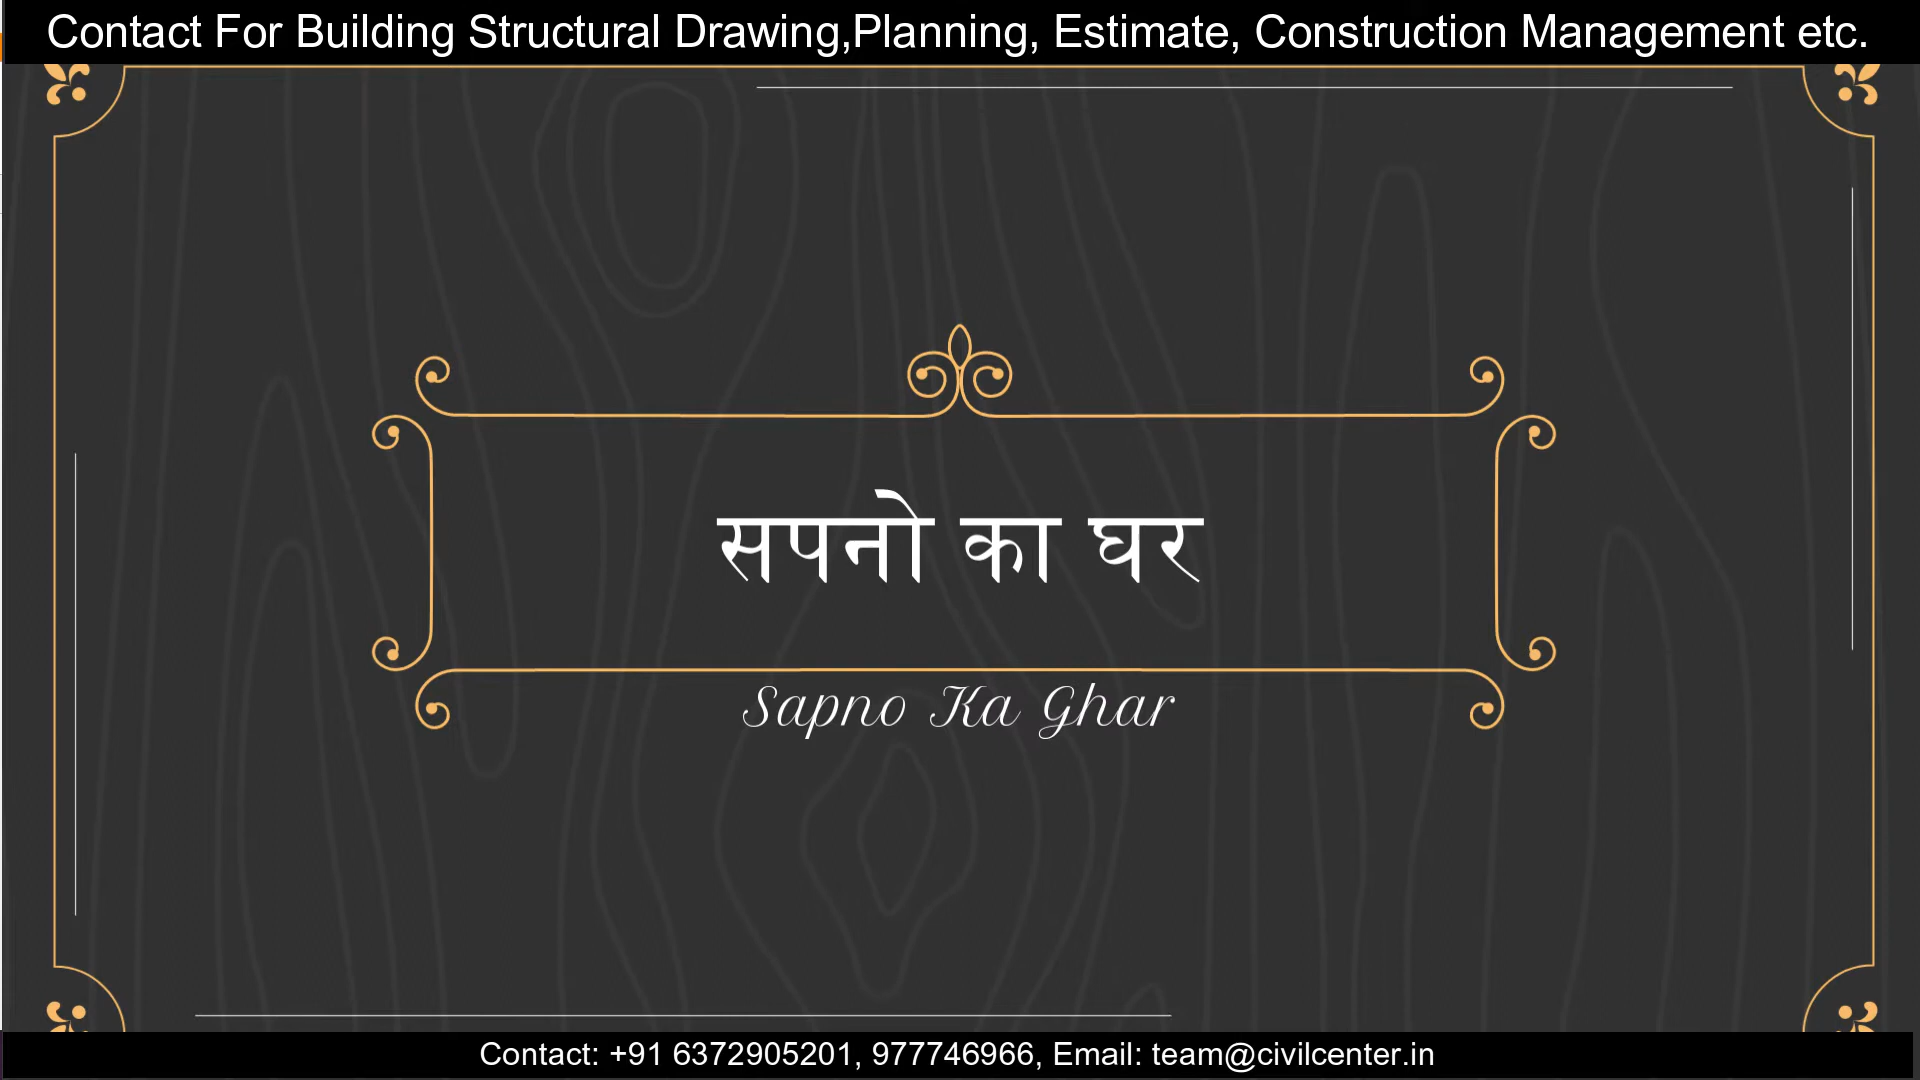 Contact For Building Structural Drawing,Planning, Estimate, Construction Management etc.
सपनो का घर
Sapno Ka Ghar
Contact: +91 6372905201, 977746966, Email: team@civilcenter.in